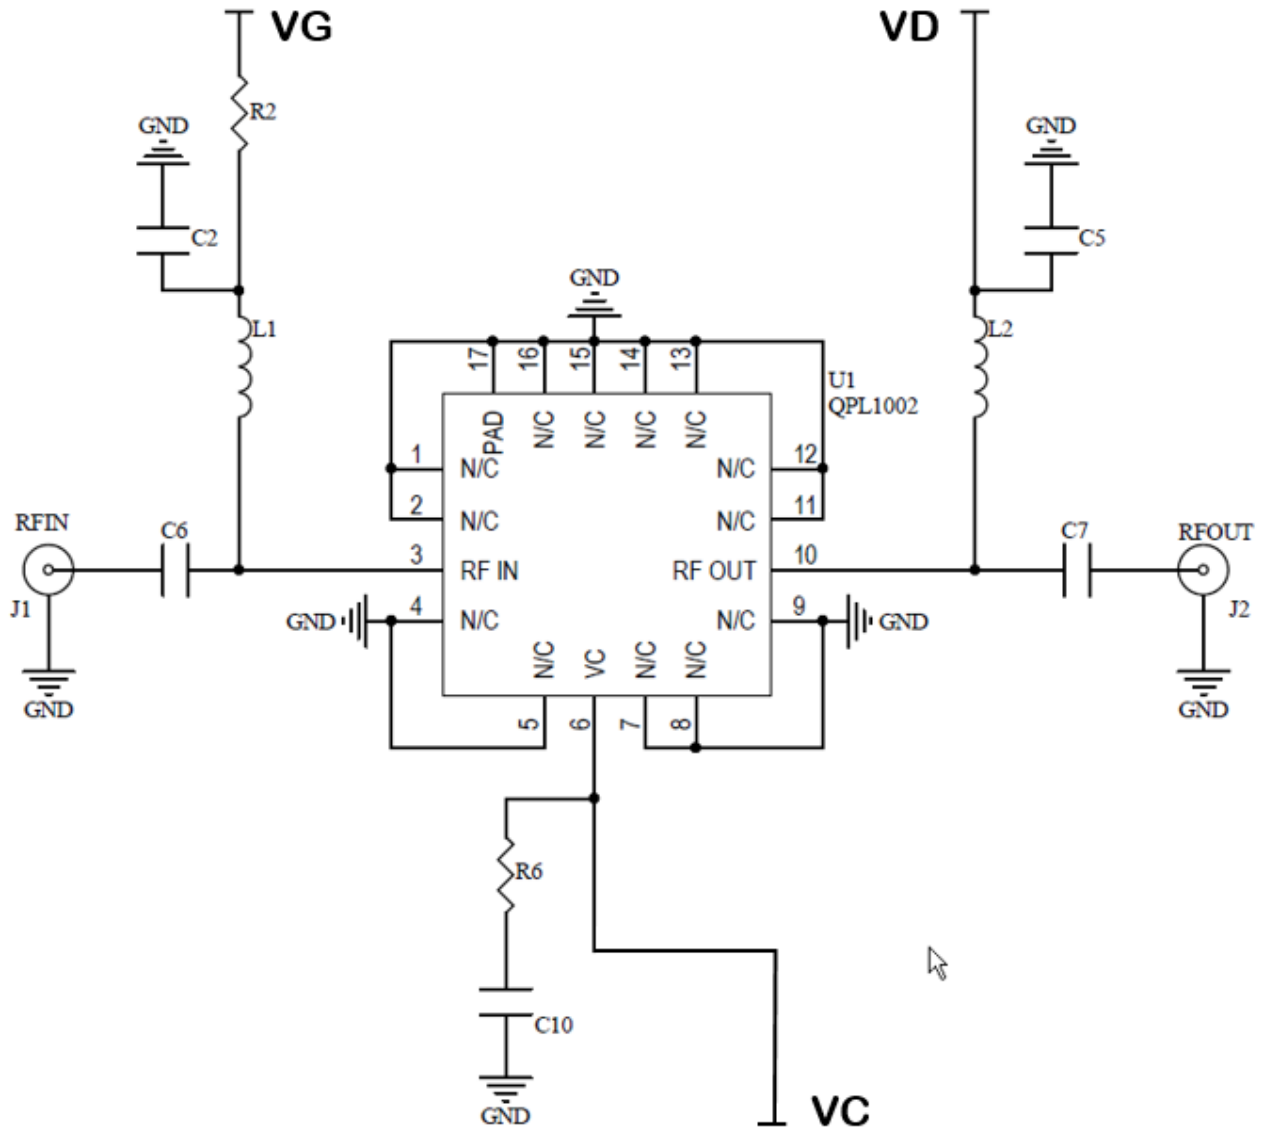 VG
VD
R2
GND
GND
C2
C5
GND
L1
L2
17
16
15
14
13
U1
QPL1002
PAD
N/C
N/C
N/C
N/C
1
N/C
N/C
12
2
N/C
N/C
11
RFIN
C6
3
RF IN
RF OUT
10
C7
RFOUT
J1
GND
4
N/C
N/C
9
GND
J2
N/C
VC
N/C
N/C
GND
GND
5
6
7
8
R6
C10
GND
VC